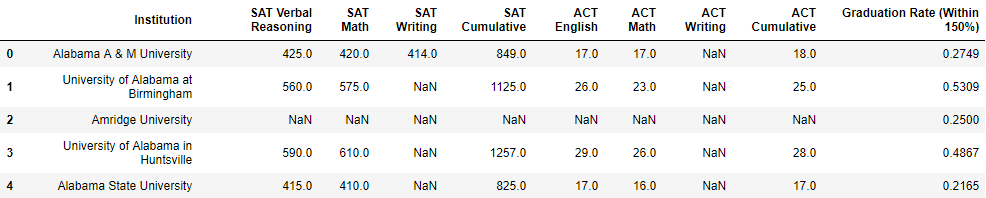 Institution SAT Verbal Reasoning SAT Math SAT Writing SAT Cumulative ACT English ACT Math ACT Writing ACT Cumulative Graduation Rate (Within 150%)
0 Alabama A & M University 425.0 420.0 414.0 849.0 17.0 17.0 NaN 18.0 0.2749
1 University of Alabama at Birmingham 560.0 575.0 NaN 1125.0 26.0 23.0 NaN 25.0 0.5309
2 Amridge University NaN NaN NaN NaN NaN NaN NaN NaN 0.2500
3 University of Alabama in Huntsville 590.0 610.0 NaN 1257.0 29.0 26.0 NaN 28.0 0.4867
4 Alabama State University 415.0 410.0 NaN 825.0 17.0 16.0 NaN 17.0 0.2165